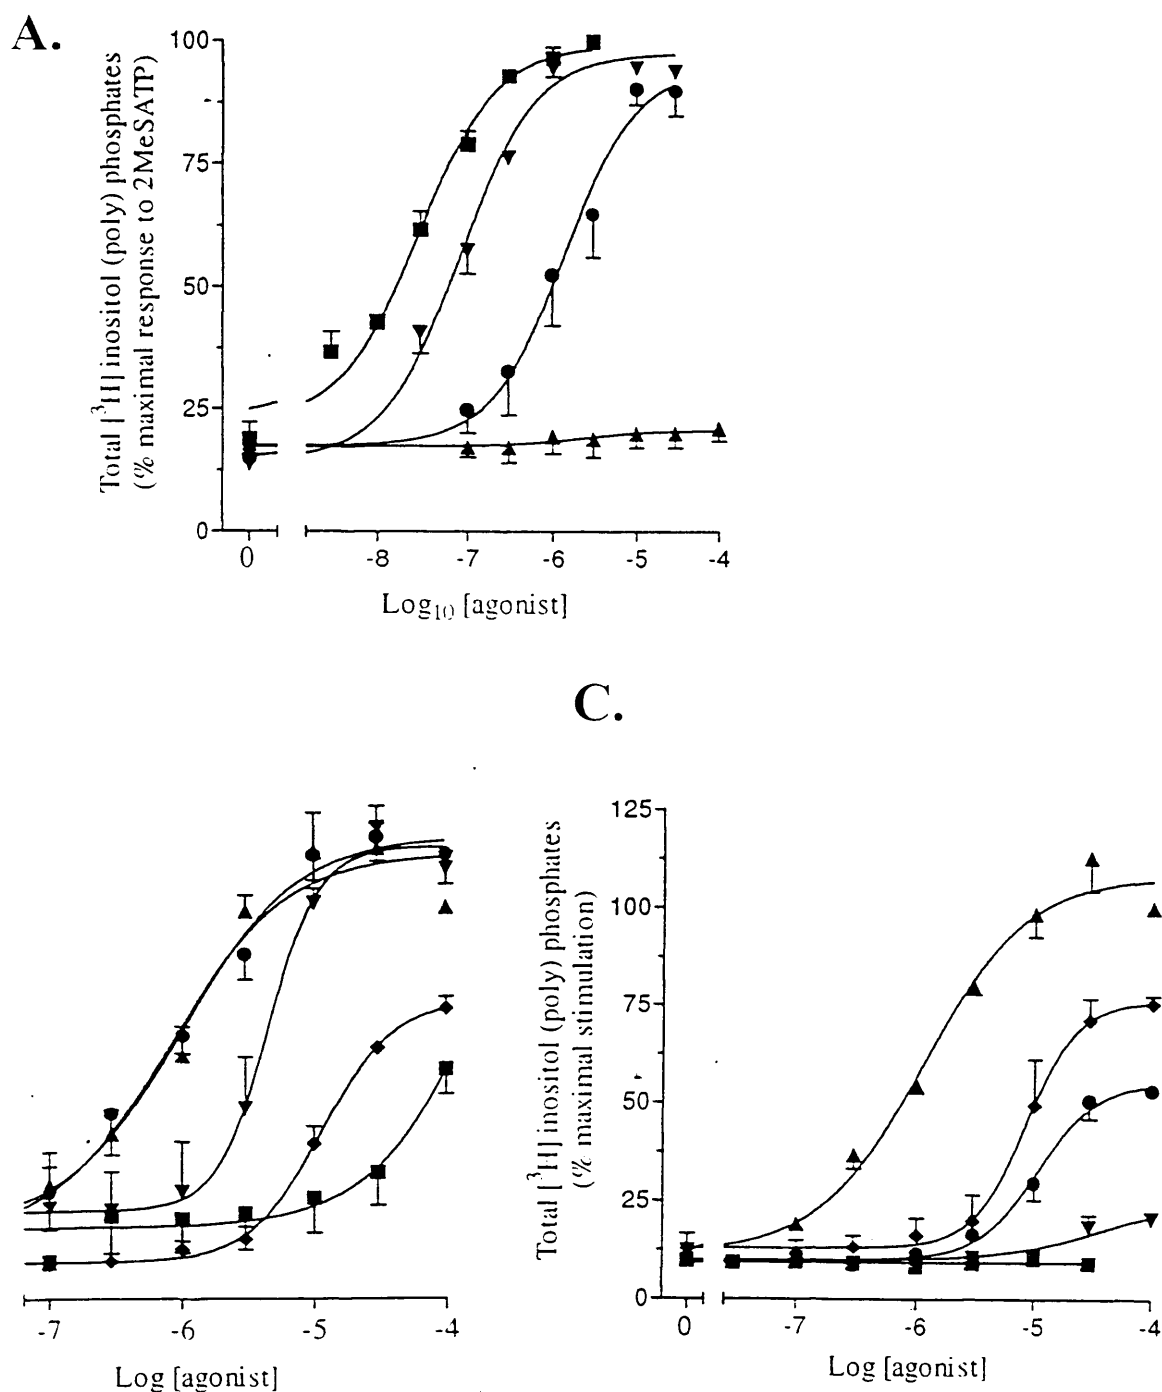 A.
Total [³H] inositol (poly) phosphates
(% maximal response to 2MeSATP)
100
75
50
25
0
0 -8 -7 -6 -5 -4
Log₁₀ [agonist]
-7 -6 -5 -4
Log [agonist]
C.
Total [³H] inositol (poly) phosphates
(% maximal stimulation)
125
100
75
50
25
0
0 -7 -6 -5 -4
Log [agonist]